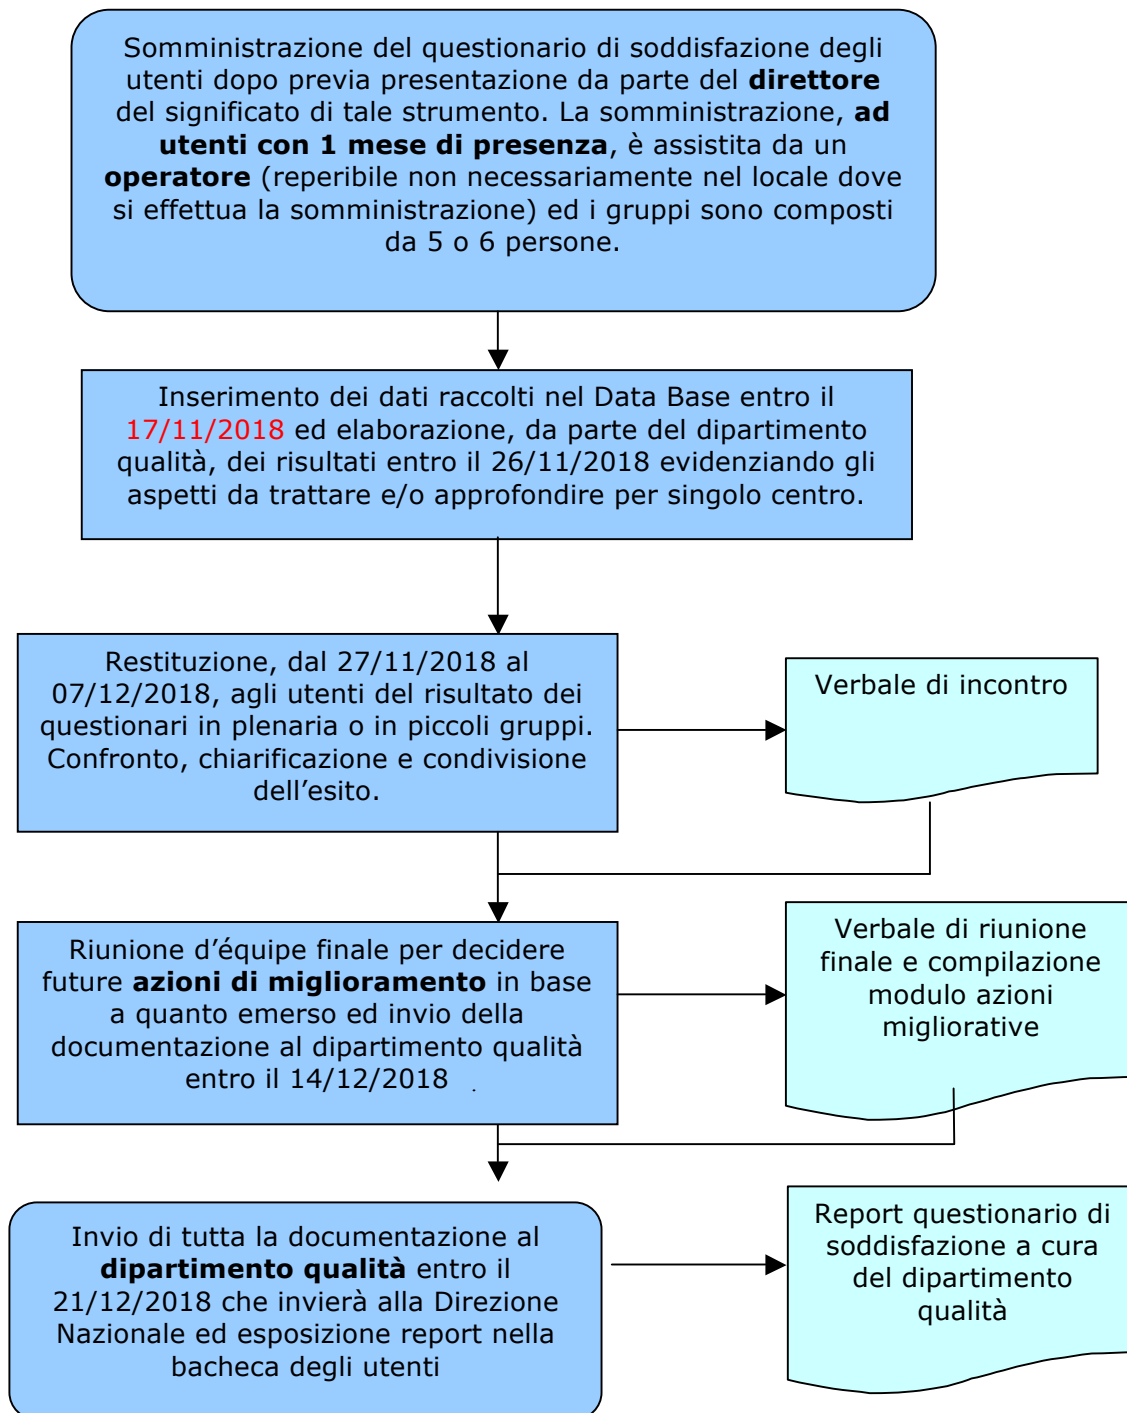 Somministrazione del questionario di soddisfazione degli
utenti dopo previa presentazione da parte del direttore
del significato di tale strumento. La somministrazione, ad
utenti con 1 mese di presenza, è assistita da un
operatore (reperibile non necessariamente nel locale dove
si effettua la somministrazione) ed i gruppi sono composti
da 5 o 6 persone.
Inserimento dei dati raccolti nel Data Base entro il
17/11/2018 ed elaborazione, da parte del dipartimento
qualità, dei risultati entro il 26/11/2018 evidenziando gli
aspetti da trattare e/o approfondire per singolo centro.
Restituzione, dal 27/11/2018 al
07/12/2018, agli utenti del risultato dei
questionari in plenaria o in piccoli gruppi.
Confronto, chiarificazione e condivisione
dell’esito.
Verbale di incontro
Riunione d’équipe finale per decidere
future azioni di miglioramento in base
a quanto emerso ed invio della
documentazione al dipartimento qualità
entro il 14/12/2018 .
Verbale di riunione
finale e compilazione
modulo azioni
migliorative
Invio di tutta la documentazione al
dipartimento qualità entro il
21/12/2018 che invierà alla Direzione
Nazionale ed esposizione report nella
bacheca degli utenti
Report questionario di
soddisfazione a cura
del dipartimento
qualità